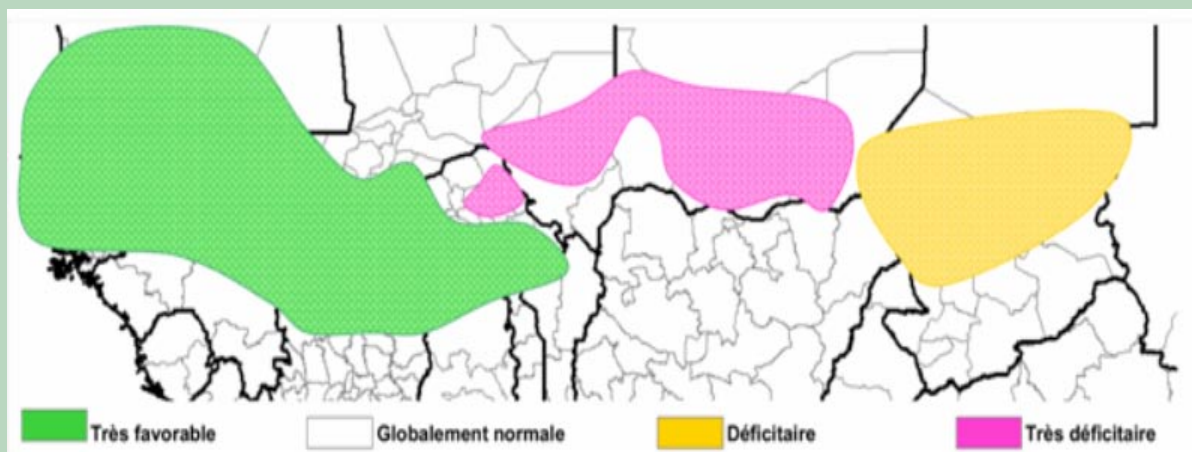 Très favorable
Globalement normale
Déficitaire
Très déficitaire